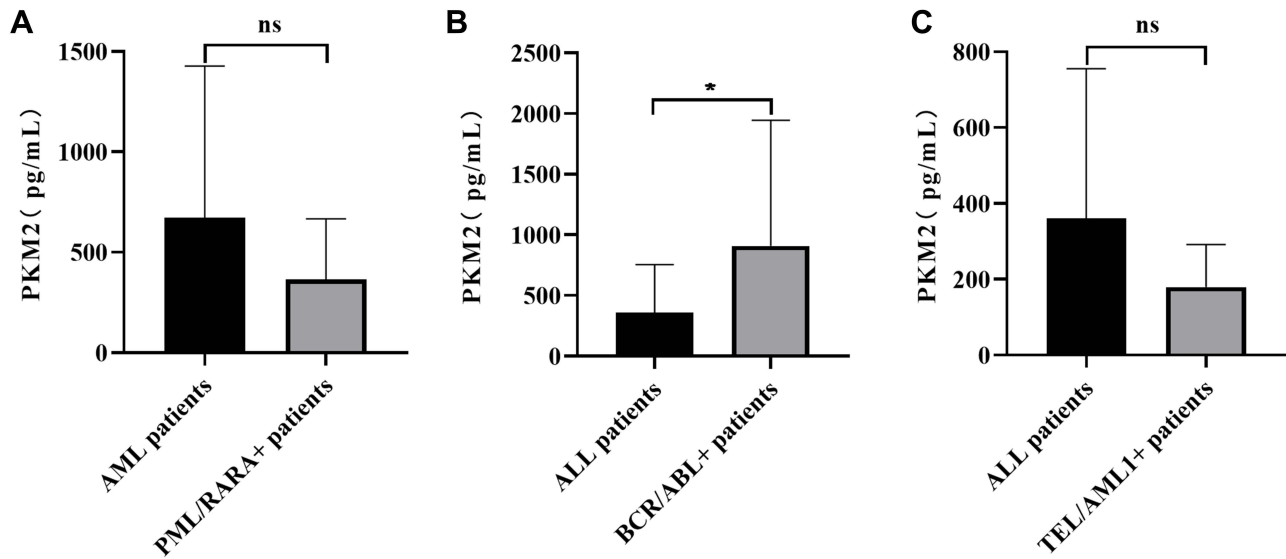 A
ns
PKM2( pg/mL)
1500
1000
500
0
AML patients
PML/RARA+ patients
B
*
PKM2( pg/mL)
2500
2000
1500
1000
500
0
ALL patients
BCR/ABL+ patients
C
ns
PKM2( pg/mL)
800
600
400
200
0
ALL patients
TEL/AML1+ patients